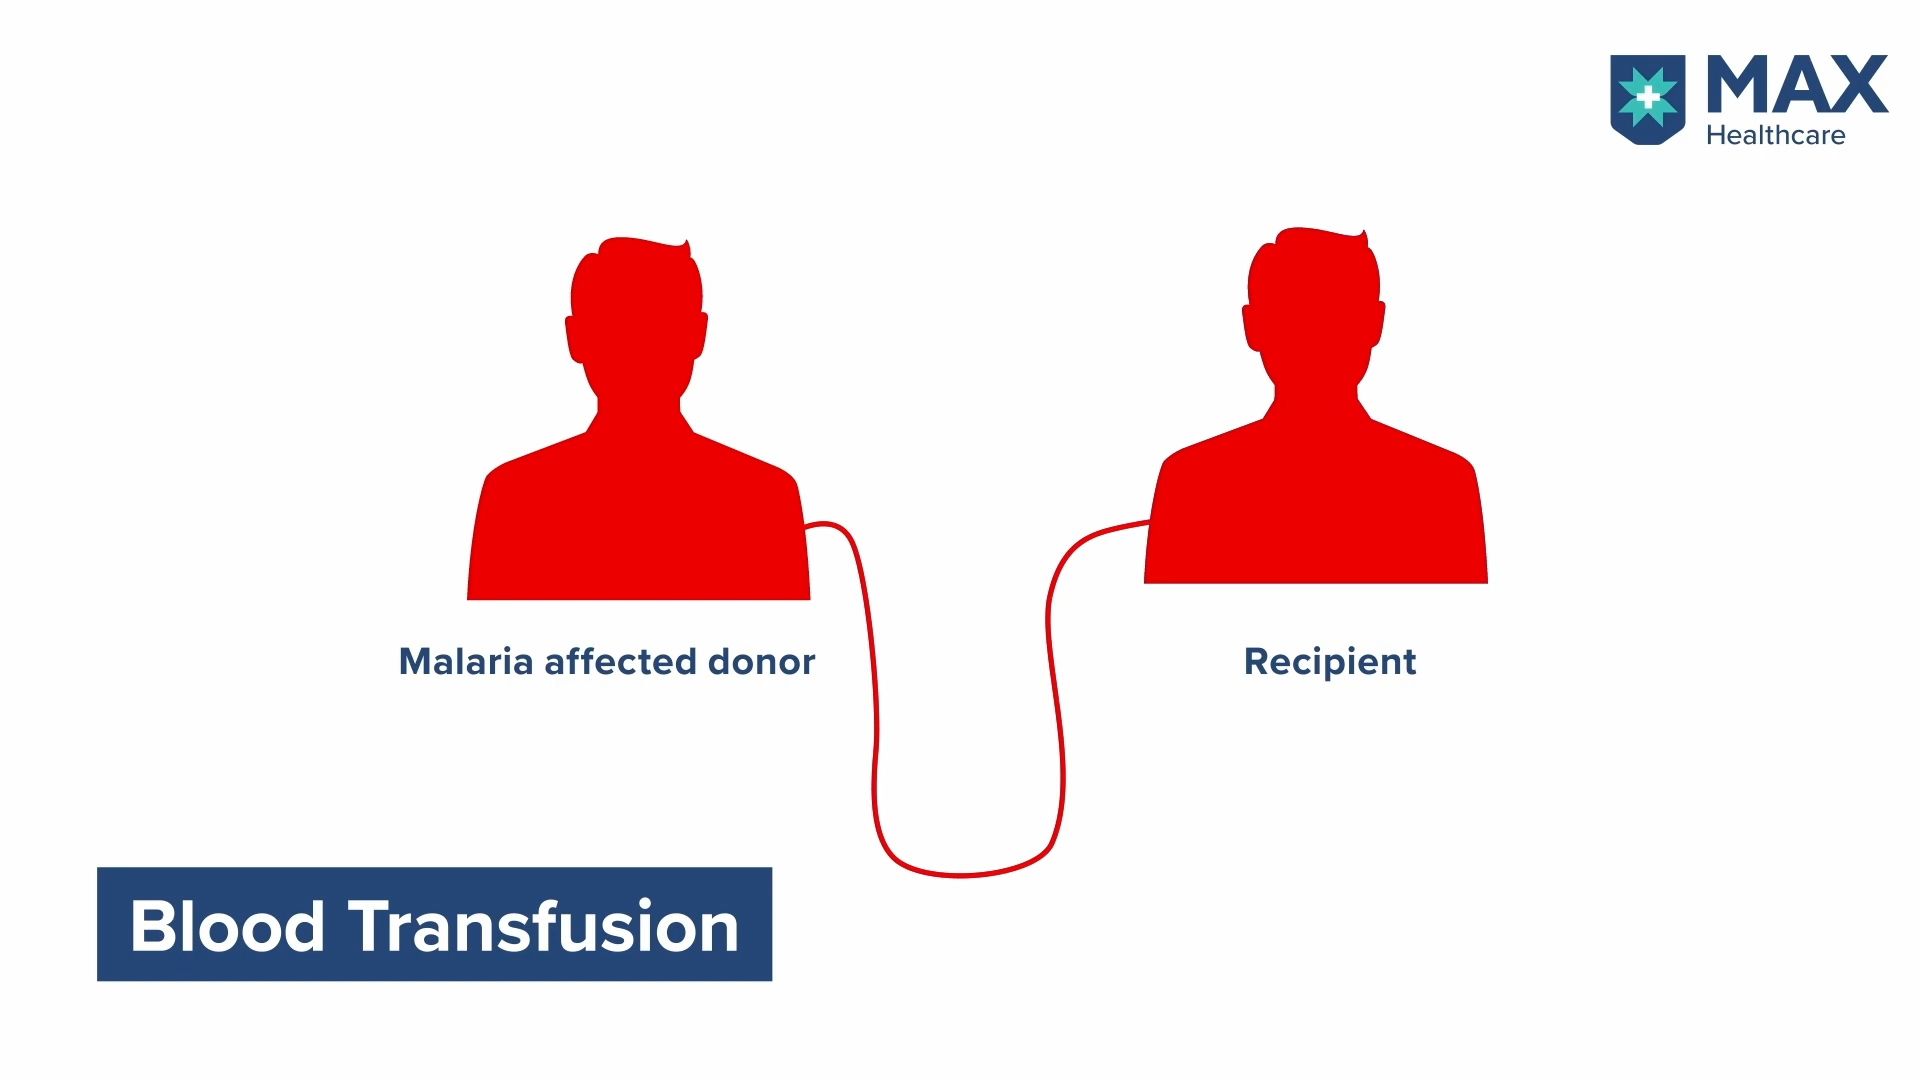 MAX
Healthcare
Malaria affected donor
Recipient
Blood Transfusion